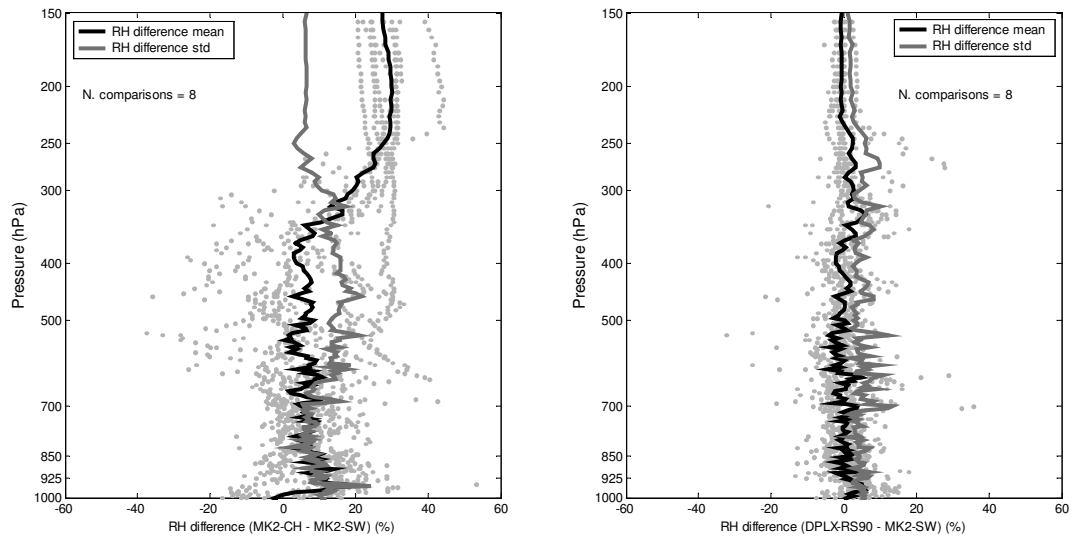 RH difference mean
RH difference std
N. comparisons = 8
Pressure (hPa)
150
200
250
300
400
500
700
850
925
1000
-60 -40 -20 0 20 40 60
RH difference (MK2-CH - MK2-SW) (%)
RH difference mean
RH difference std
N. comparisons = 8
Pressure (hPa)
150
200
250
300
400
500
700
850
925
1000
-60 -40 -20 0 20 40 60
RH difference (DPLX-RS90 - MK2-SW) (%)